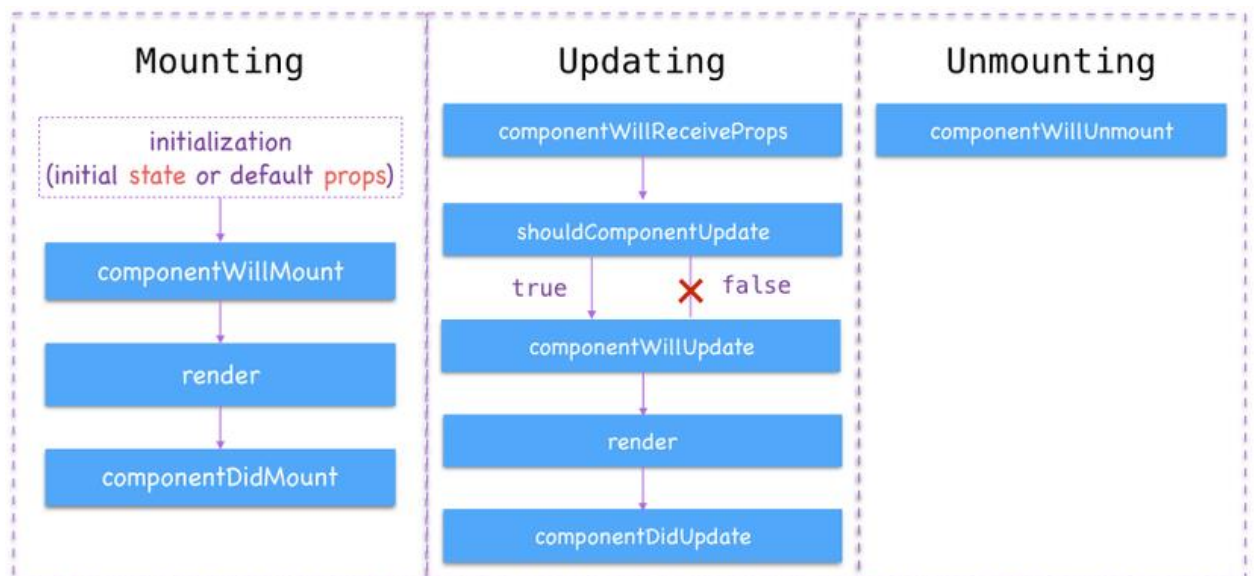 Mounting
initialization
(initial state or default props)
componentWillMount
render
componentDidMount
Updating
componentWillReceiveProps
shouldComponentUpdate
true
false
componentWillUpdate
render
componentDidUpdate
Unmounting
componentWillUnmount